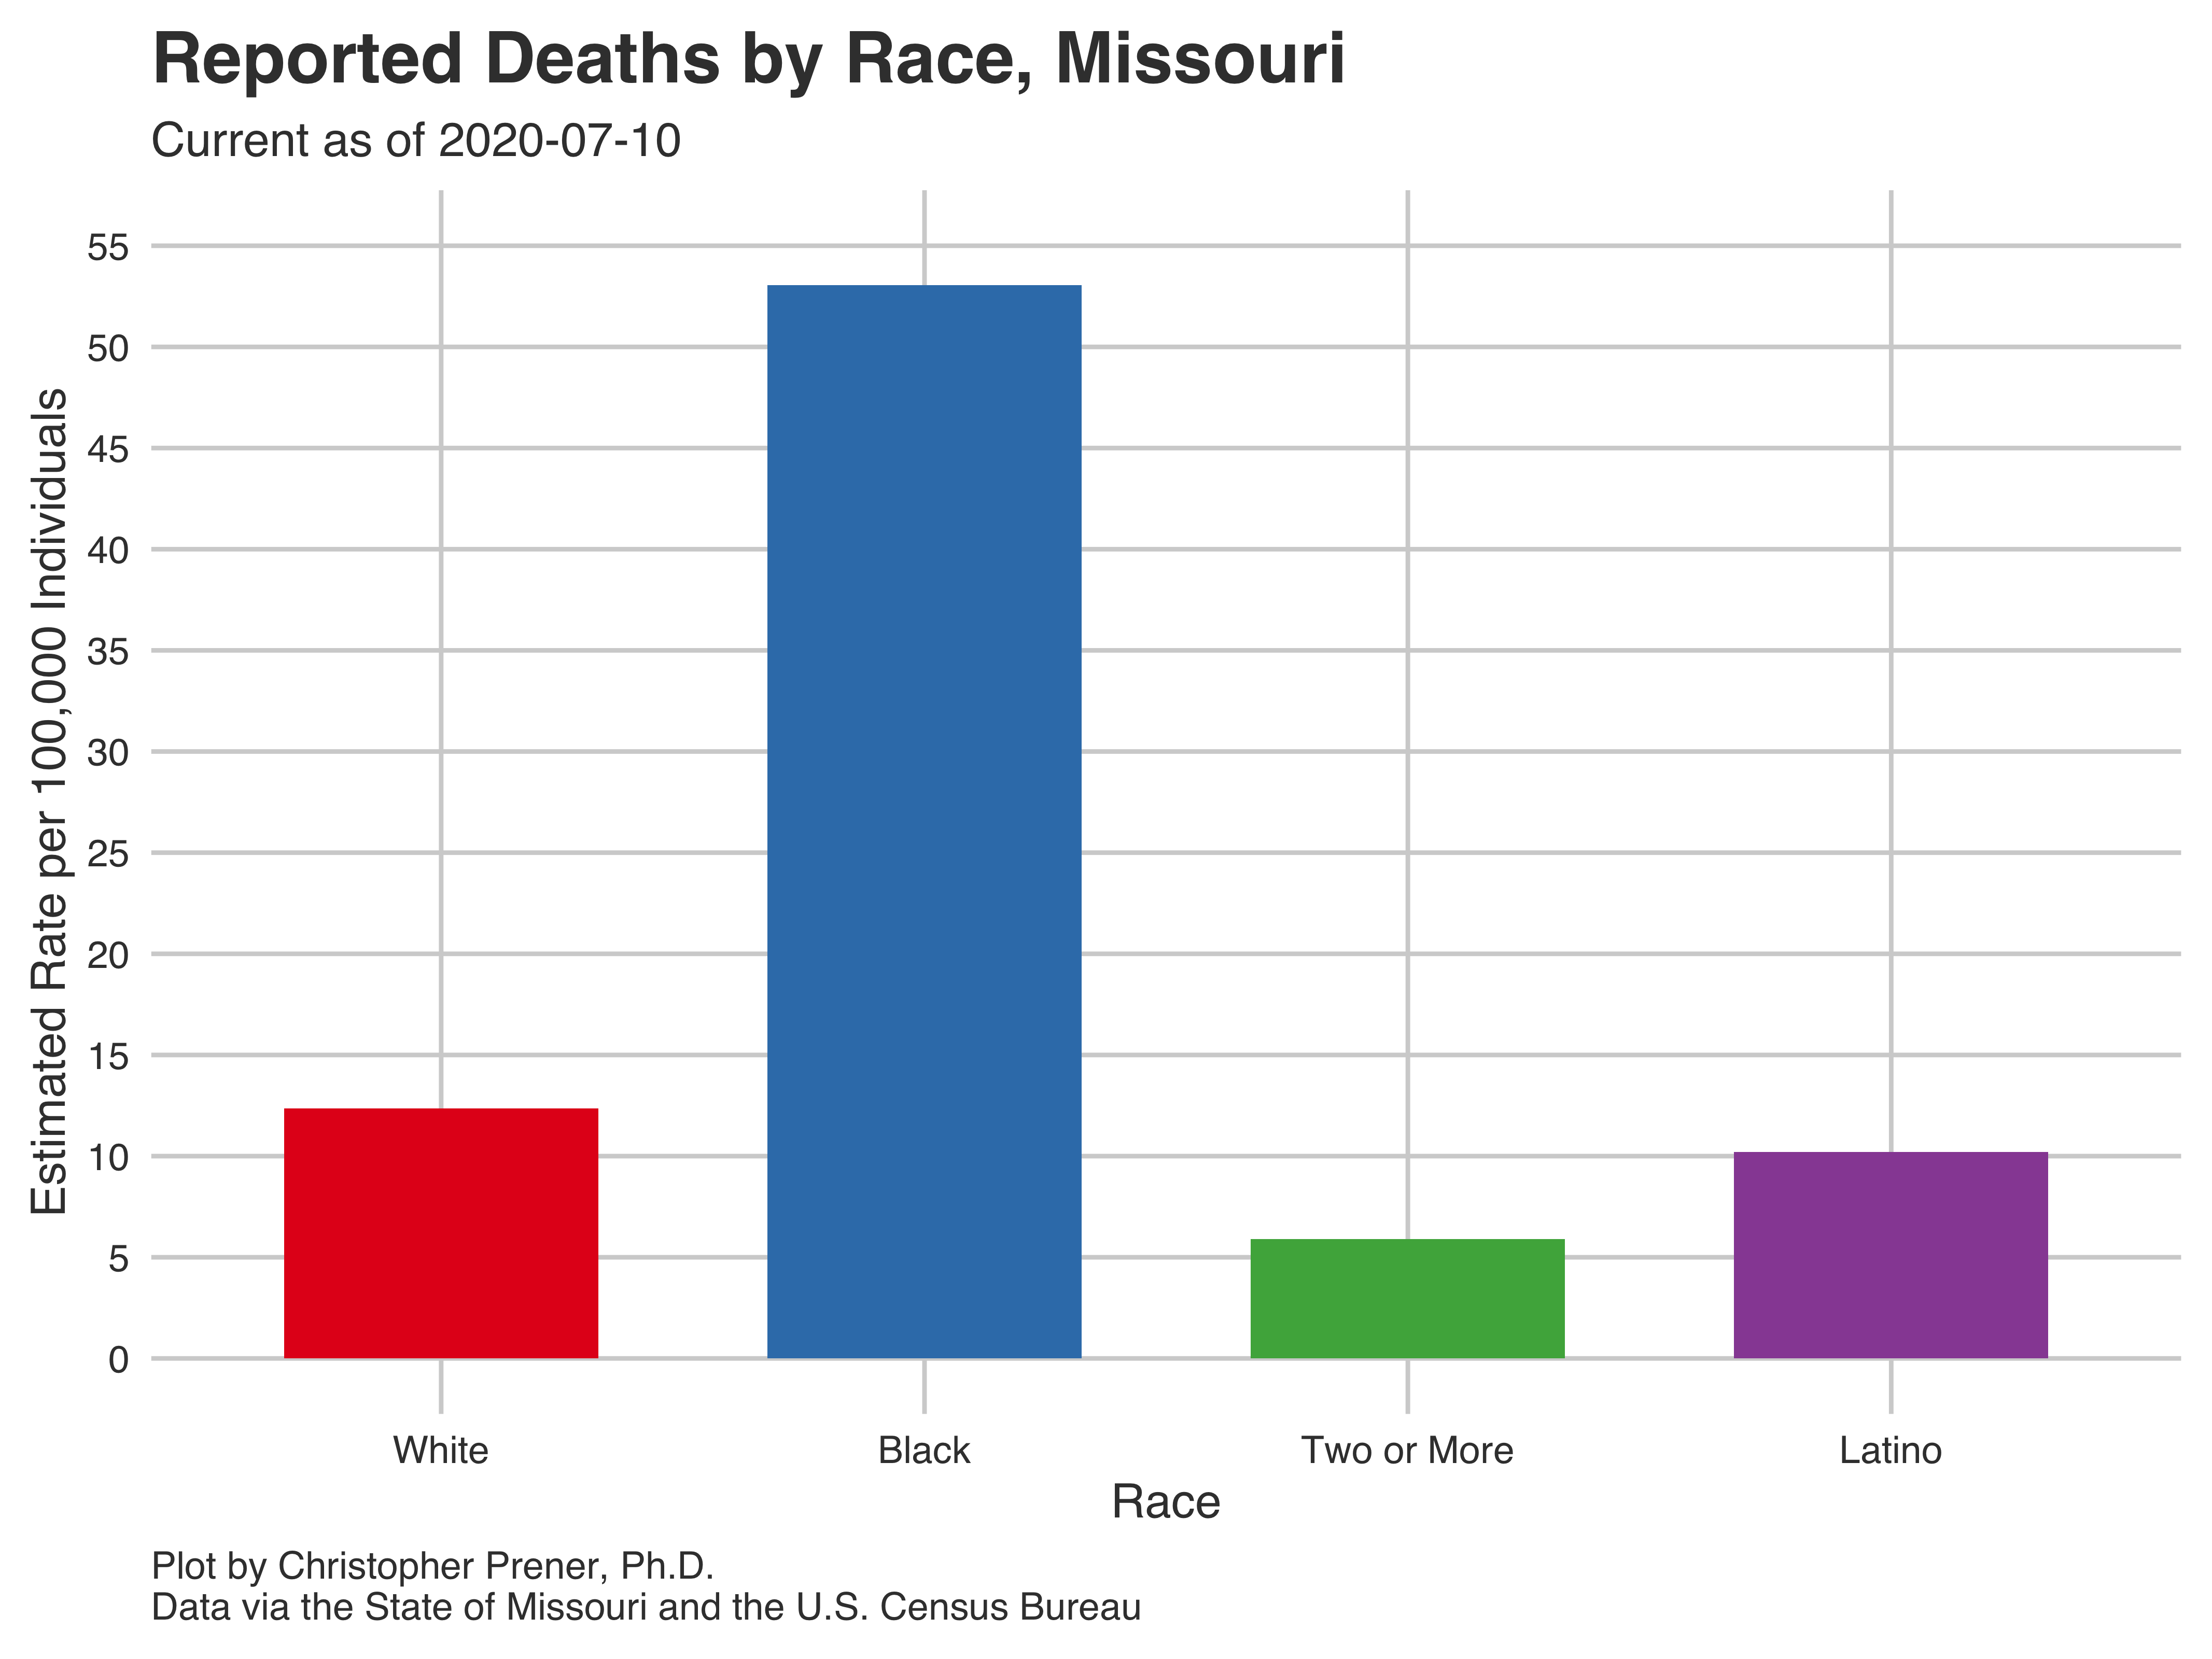 Reported Deaths by Race, Missouri
Current as of 2020-07-10
Estimated Rate per 100,000 Individuals
55
50
45
40
35
30
25
20
15
10
5
0
White Black Two or More Latino
Race
Plot by Christopher Prener, Ph.D.
Data via the State of Missouri and the U.S. Census Bureau